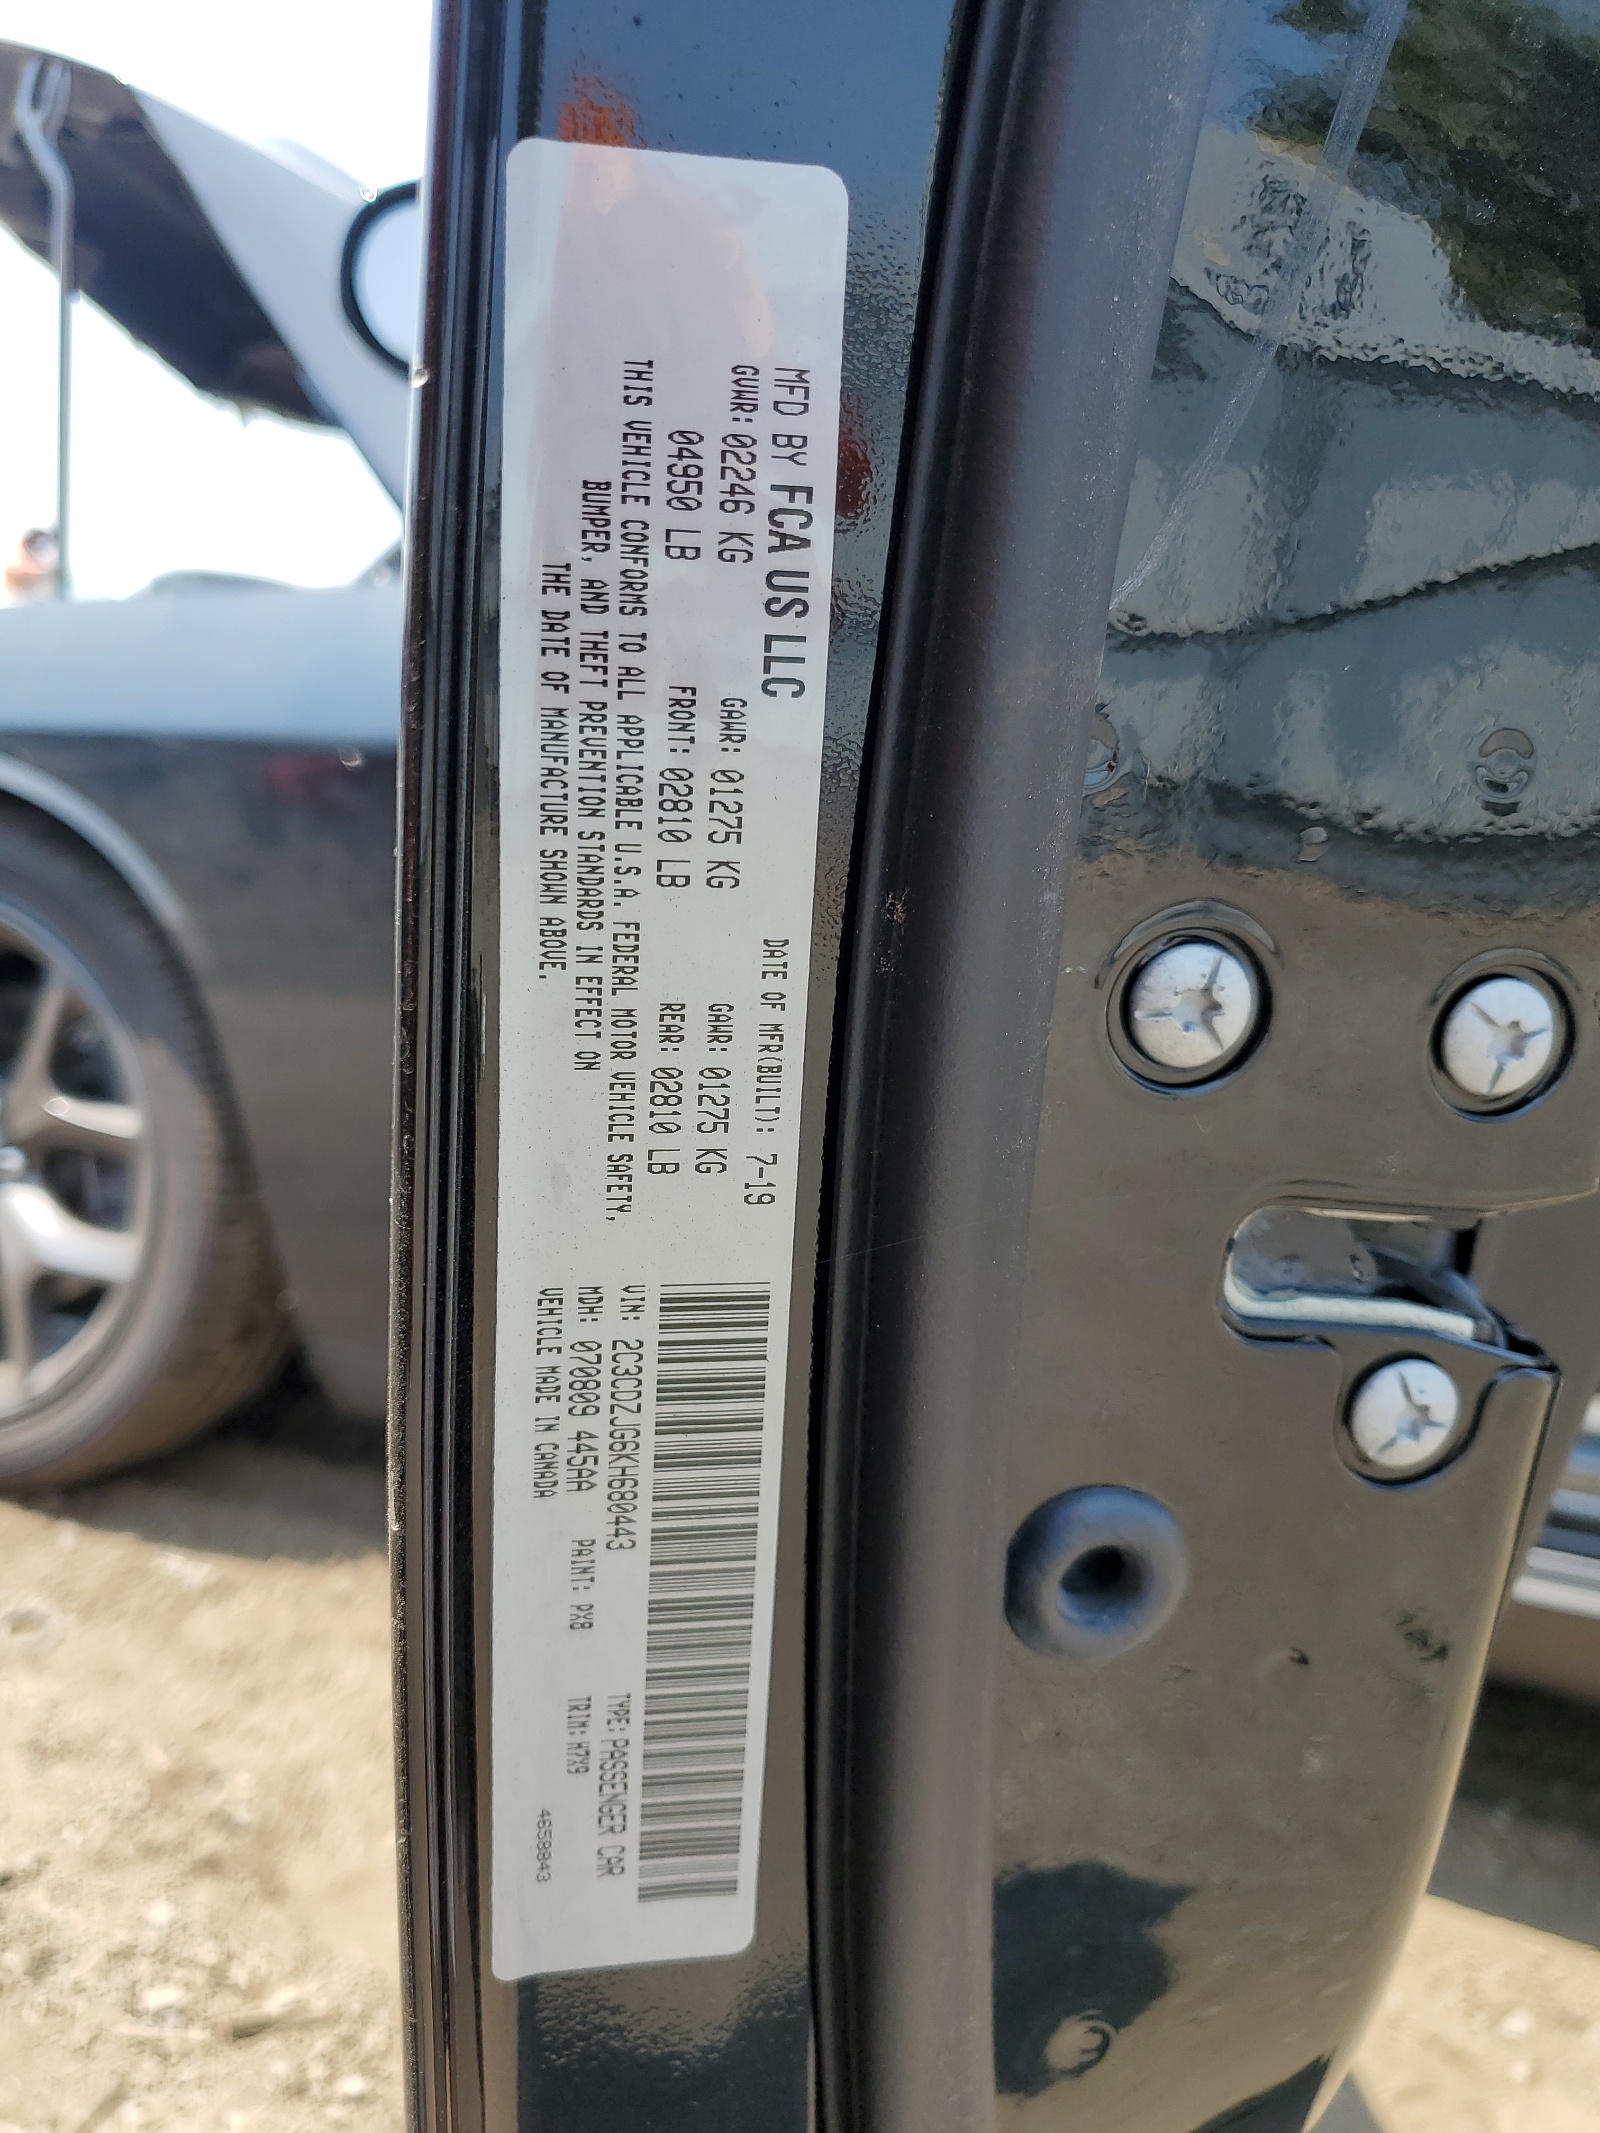 MFD BY FCA US LLC
DATE OF MFR(BUILT): 7-19
GVWR: 02246 KG
GAWR: 01275 KG
GAWR: 01275 KG
04950 LB
FRONT: 02810 LB
REAR: 02810 LB
THIS VEHICLE CONFORMS TO ALL APPLICABLE U.S.A. FEDERAL MOTOR VEHICLE SAFETY,
BUMPER, AND THEFT PREVENTION STANDARDS IN EFFECT ON
THE DATE OF MANUFACTURE SHOWN ABOVE.
VIN: 2C3CDZJG6KH680443
TYPE: PASSENGER CAR
MDH: 070809 445AA
PAINT: PX8
TRIM: H7X9
VEHICLE MADE IN CANADA
4658843